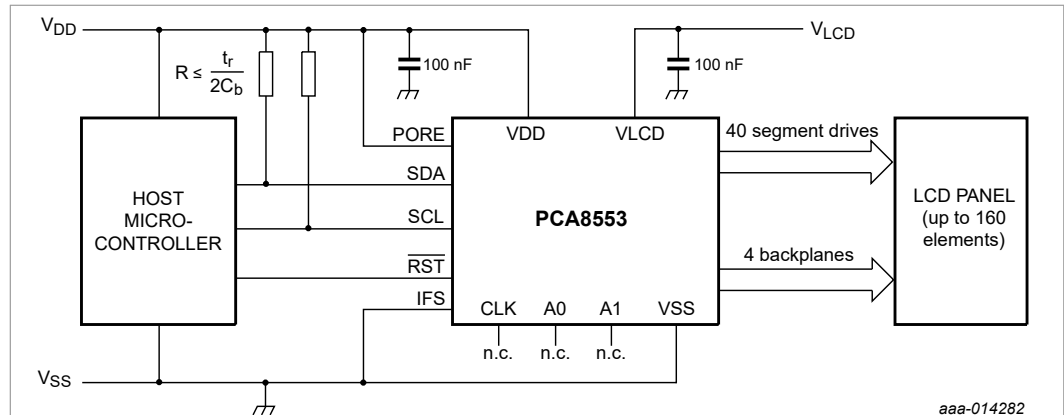 VDD
VLCD
R ≤ tr
2Cb
100 nF
100 nF
PORE
VDD
VLCD
40 segment drives
SDA
HOST
MICRO-
CONTROLLER
SCL
PCA8553
LCD PANEL
(up to 160
elements)
RST
4 backplanes
IFS
CLK
A0
A1
VSS
n.c.
n.c.
n.c.
VSS
aaa-014282